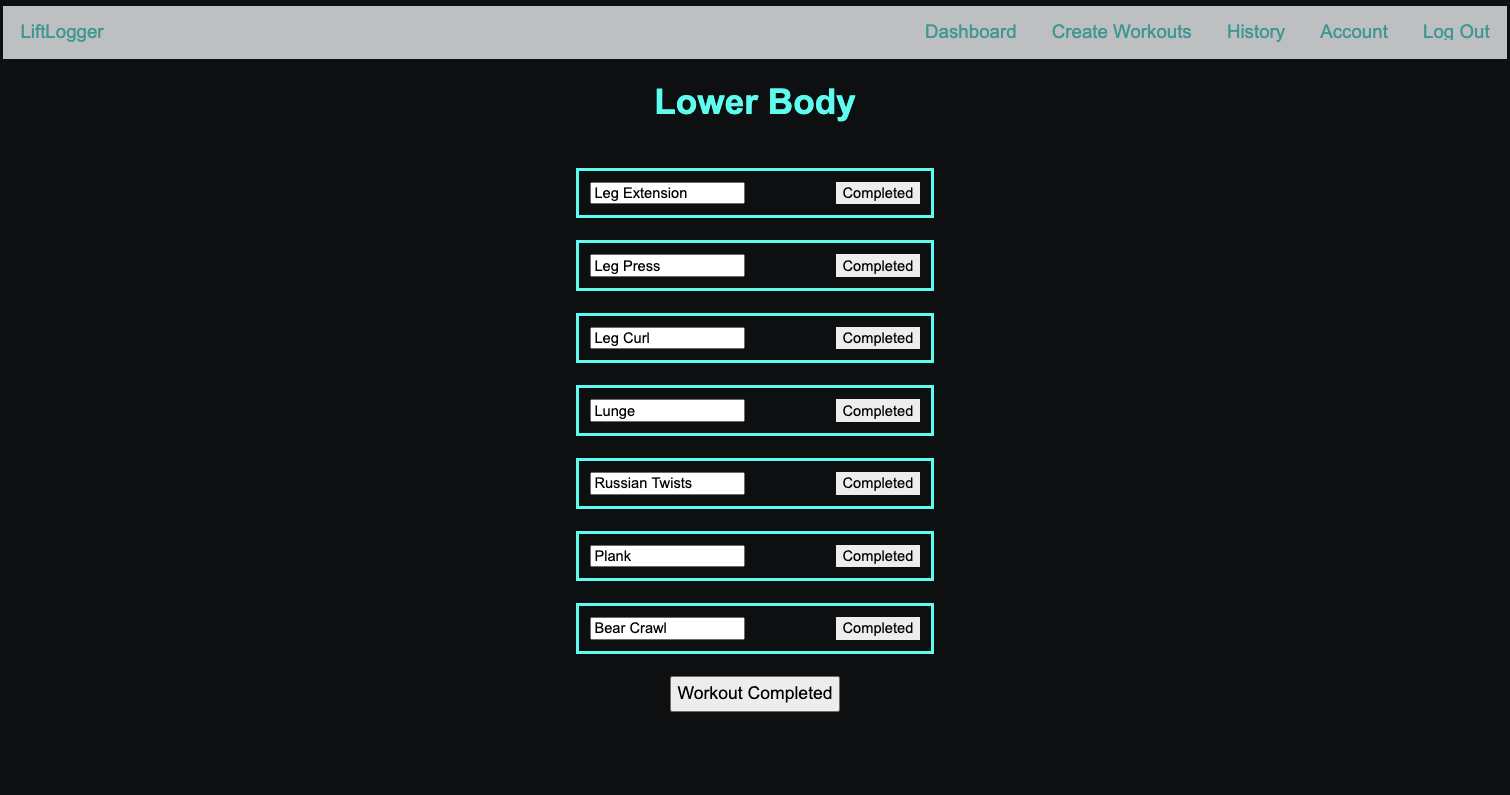 LiftLogger Dashboard Create Workouts History Account Log Out
Lower Body
Leg Extension Completed
Leg Press Completed
Leg Curl Completed
Lunge Completed
Russian Twists Completed
Plank Completed
Bear Crawl Completed
Workout Completed